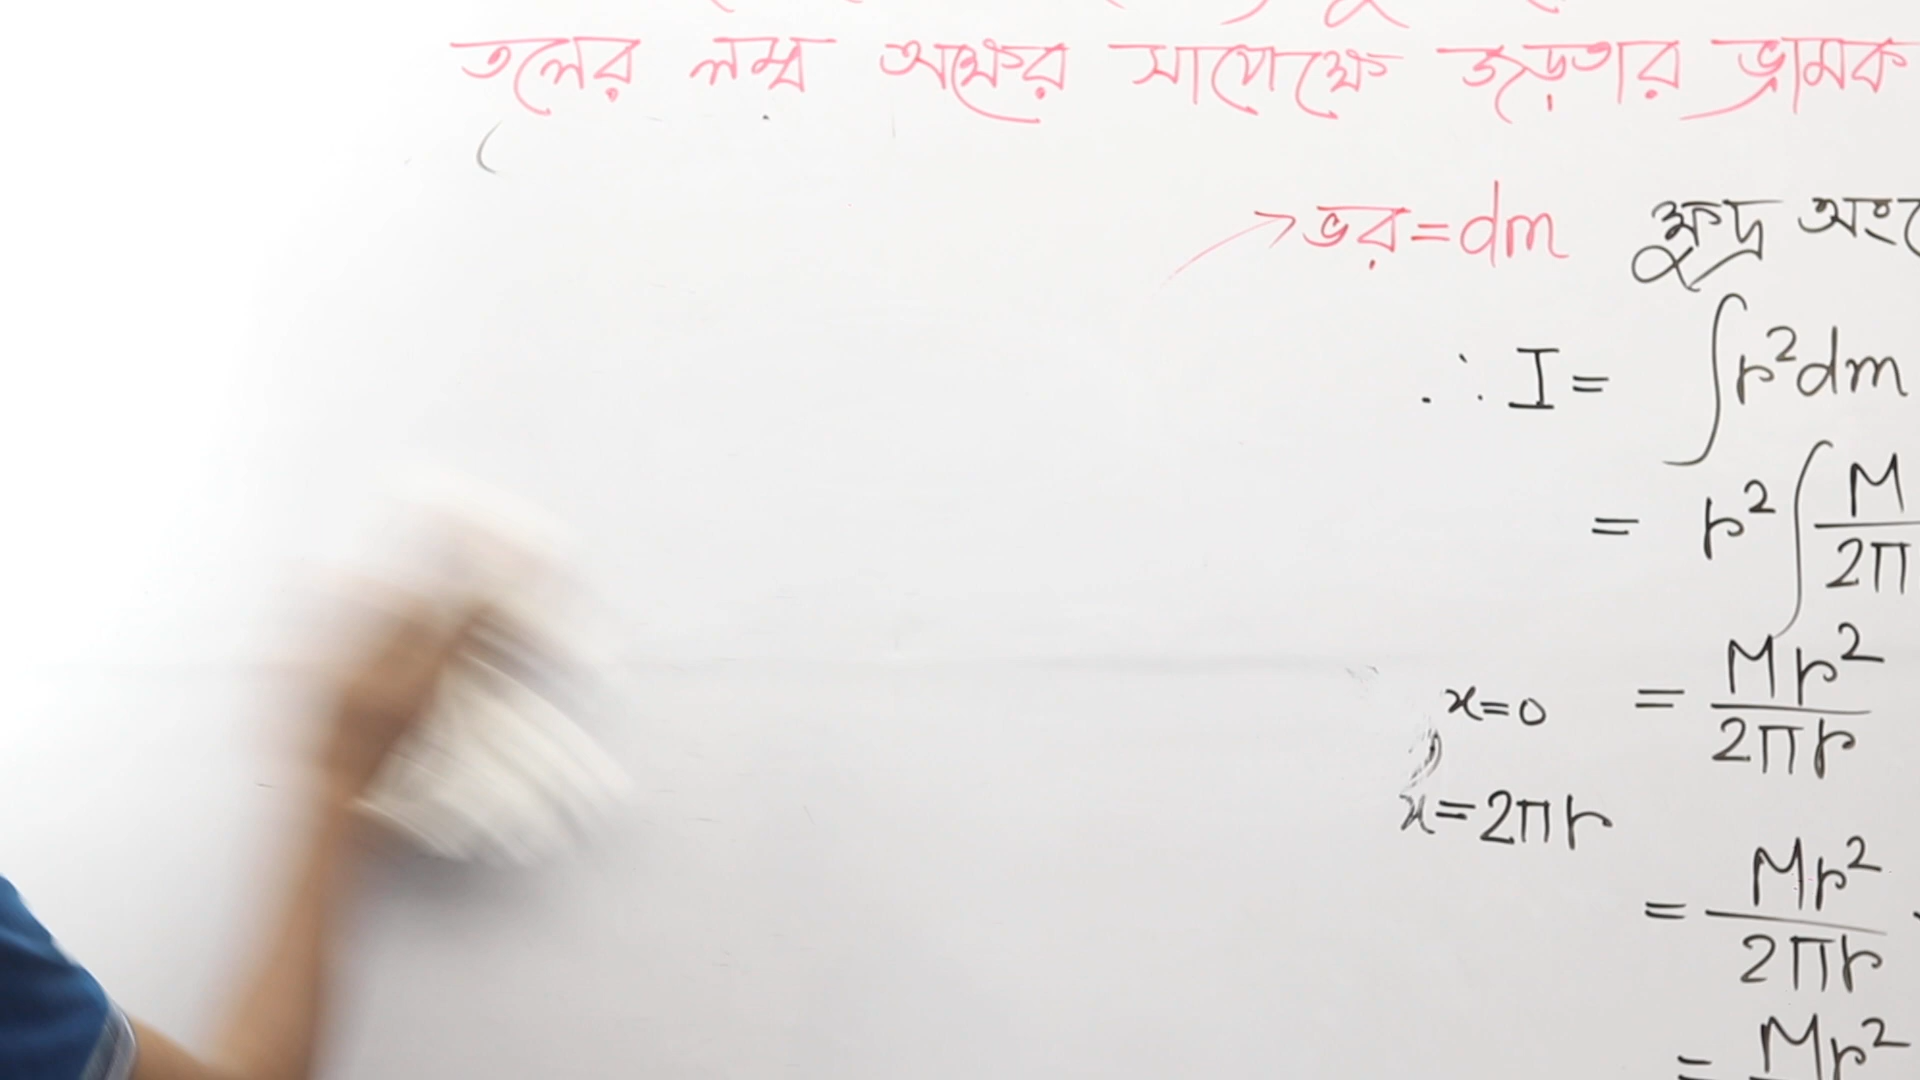 তলের লম্ব অক্ষের সাপেক্ষে জড়তার ভ্রামক
→ ভর = dm ক্ষুদ্র
∴ I = ∫r²dm
= r² ∫ M/2π
x = 0 = Mr²/2πr
x = 2πr
= Mr²/2πr
= Mr²